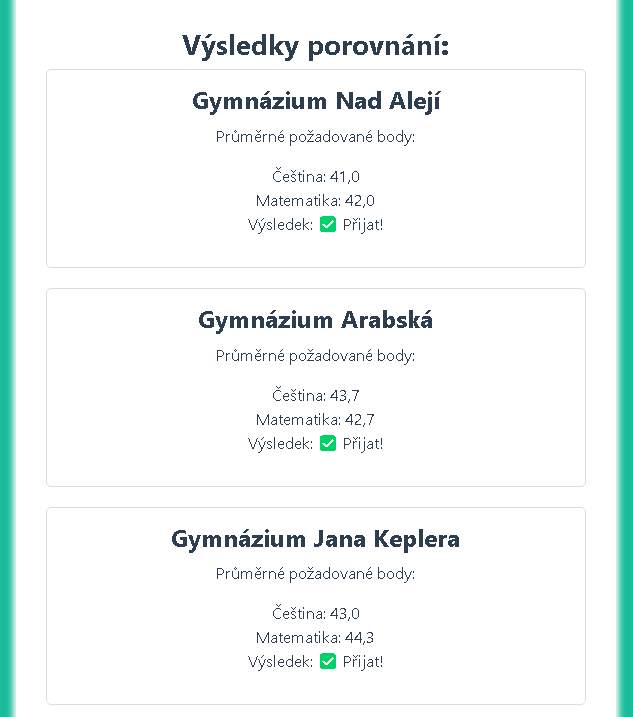 Výsledky porovnání:
Gymnázium Nad Alejí
Průměrné požadované body:
Čeština: 41,0
Matematika: 42,0
Výsledek: ✅ Přijat!
Gymnázium Arabská
Průměrné požadované body:
Čeština: 43,7
Matematika: 42,7
Výsledek: ✅ Přijat!
Gymnázium Jana Keplera
Průměrné požadované body:
Čeština: 43,0
Matematika: 44,3
Výsledek: ✅ Přijat!